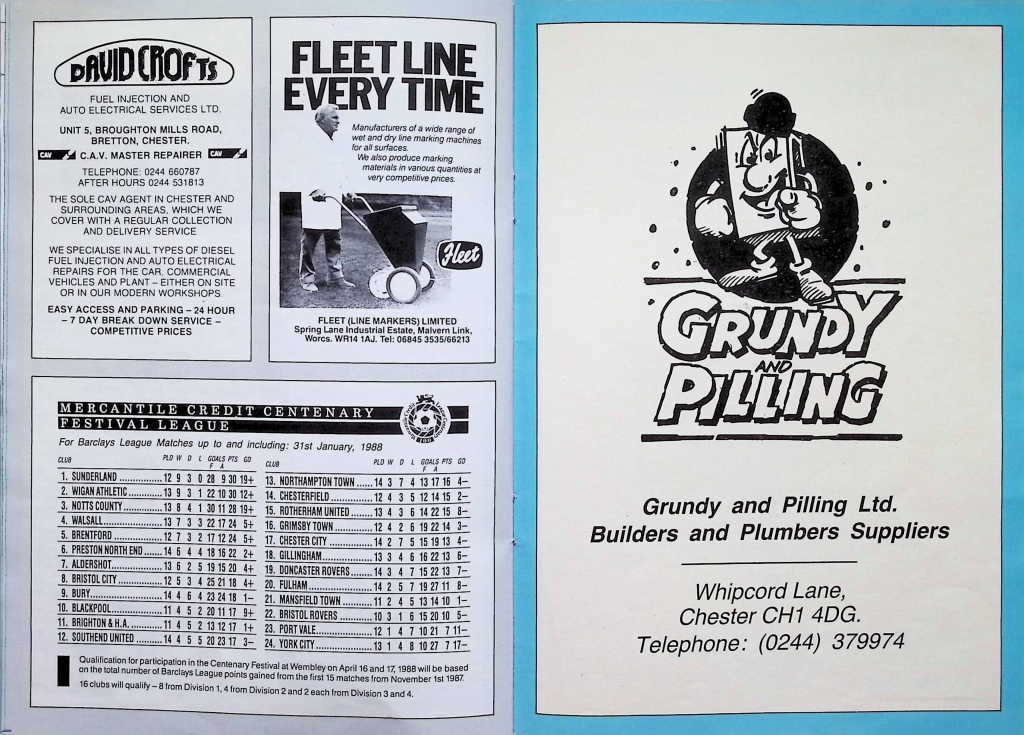 DAVID CROFTS
FUEL INJECTION AND
AUTO ELECTRICAL SERVICES LTD.
UNIT 5, BROUGHTON MILLS ROAD,
BRETTON, CHESTER.
CAV C.A.V. MASTER REPAIRER CAV
TELEPHONE: 0244 660787
AFTER HOURS 0244 531813
THE SOLE CAV AGENT IN CHESTER AND
SURROUNDING AREAS, WHICH WE
COVER WITH A REGULAR COLLECTION
AND DELIVERY SERVICE
WE SPECIALISE IN ALL TYPES OF DIESEL
FUEL INJECTION AND AUTO ELECTRICAL
REPAIRS FOR THE CAR, COMMERCIAL
VEHICLES AND PLANT – EITHER ON SITE
OR IN OUR MODERN WORKSHOPS
EASY ACCESS AND PARKING – 24 HOUR
– 7 DAY BREAK DOWN SERVICE –
COMPETITIVE PRICES
FLEET LINE
EVERY TIME
Manufacturers of a wide range of
wet and dry line marking machines
for all surfaces.
We also produce marking
materials in various quantities at
very competitive prices.
Fleet
FLEET (LINE MARKERS) LIMITED
Spring Lane Industrial Estate, Malvern Link,
Worcs. WR14 1AJ. Tel: 06845 3535/66213
MERCANTILE CREDIT CENTENARY
FESTIVAL LEAGUE
For Barclays League Matches up to and including: 31st January, 1988
CLUB PLD W D L GOALS PTS GD
F A
1. SUNDERLAND 12 9 3 0 28 9 30 19+
2. WIGAN ATHLETIC 13 9 3 1 22 10 30 12+
3. NOTTS COUNTY 13 8 4 1 30 11 28 19+
4. WALSALL 13 7 3 3 22 17 24 5+
5. BRENTFORD 12 7 3 2 17 12 24 5+
6. PRESTON NORTH END 14 6 4 4 18 16 22 2+
7. ALDERSHOT 13 6 2 5 19 15 20 4+
8. BRISTOL CITY 12 5 3 4 25 21 18 4+
9. BURY 14 4 6 4 23 24 18 1–
10. BLACKPOOL 11 4 5 2 20 11 17 9+
11. BRIGHTON & H.A. 11 4 5 2 13 12 17 1+
12. SOUTHEND UNITED 14 4 5 5 20 23 17 3–
CLUB PLD W D L GOALS PTS GD
F A
13. NORTHAMPTON TOWN 14 3 7 4 13 17 16 4–
14. CHESTERFIELD 12 4 3 5 12 14 15 2–
15. ROTHERHAM UNITED 13 4 3 6 14 22 15 8–
16. GRIMSBY TOWN 12 4 2 6 19 22 14 3–
17. CHESTER CITY 14 2 7 5 15 19 13 4–
18. GILLINGHAM 13 3 4 6 16 22 13 6–
19. DONCASTER ROVERS 14 3 4 7 15 22 13 7–
20. FULHAM 14 2 5 7 19 27 11 8–
21. MANSFIELD TOWN 11 2 4 5 13 14 10 1–
22. BRISTOL ROVERS 10 3 1 6 15 20 10 5–
23. PORT VALE 12 1 4 7 10 21 7 11–
24. YORK CITY 13 1 4 8 10 27 7 17–
Qualification for participation in the Centenary Festival at Wembley on April 16 and 17, 1988 will be based
on the total number of Barclays League points gained from the first 15 matches from November 1st 1987.
16 clubs will qualify – 8 from Division 1, 4 from Division 2 and 2 each from Division 3 and 4.
GRUNDY
AND
PILLING
Grundy and Pilling Ltd.
Builders and Plumbers Suppliers
Whipcord Lane,
Chester CH1 4DG.
Telephone: (0244) 379974